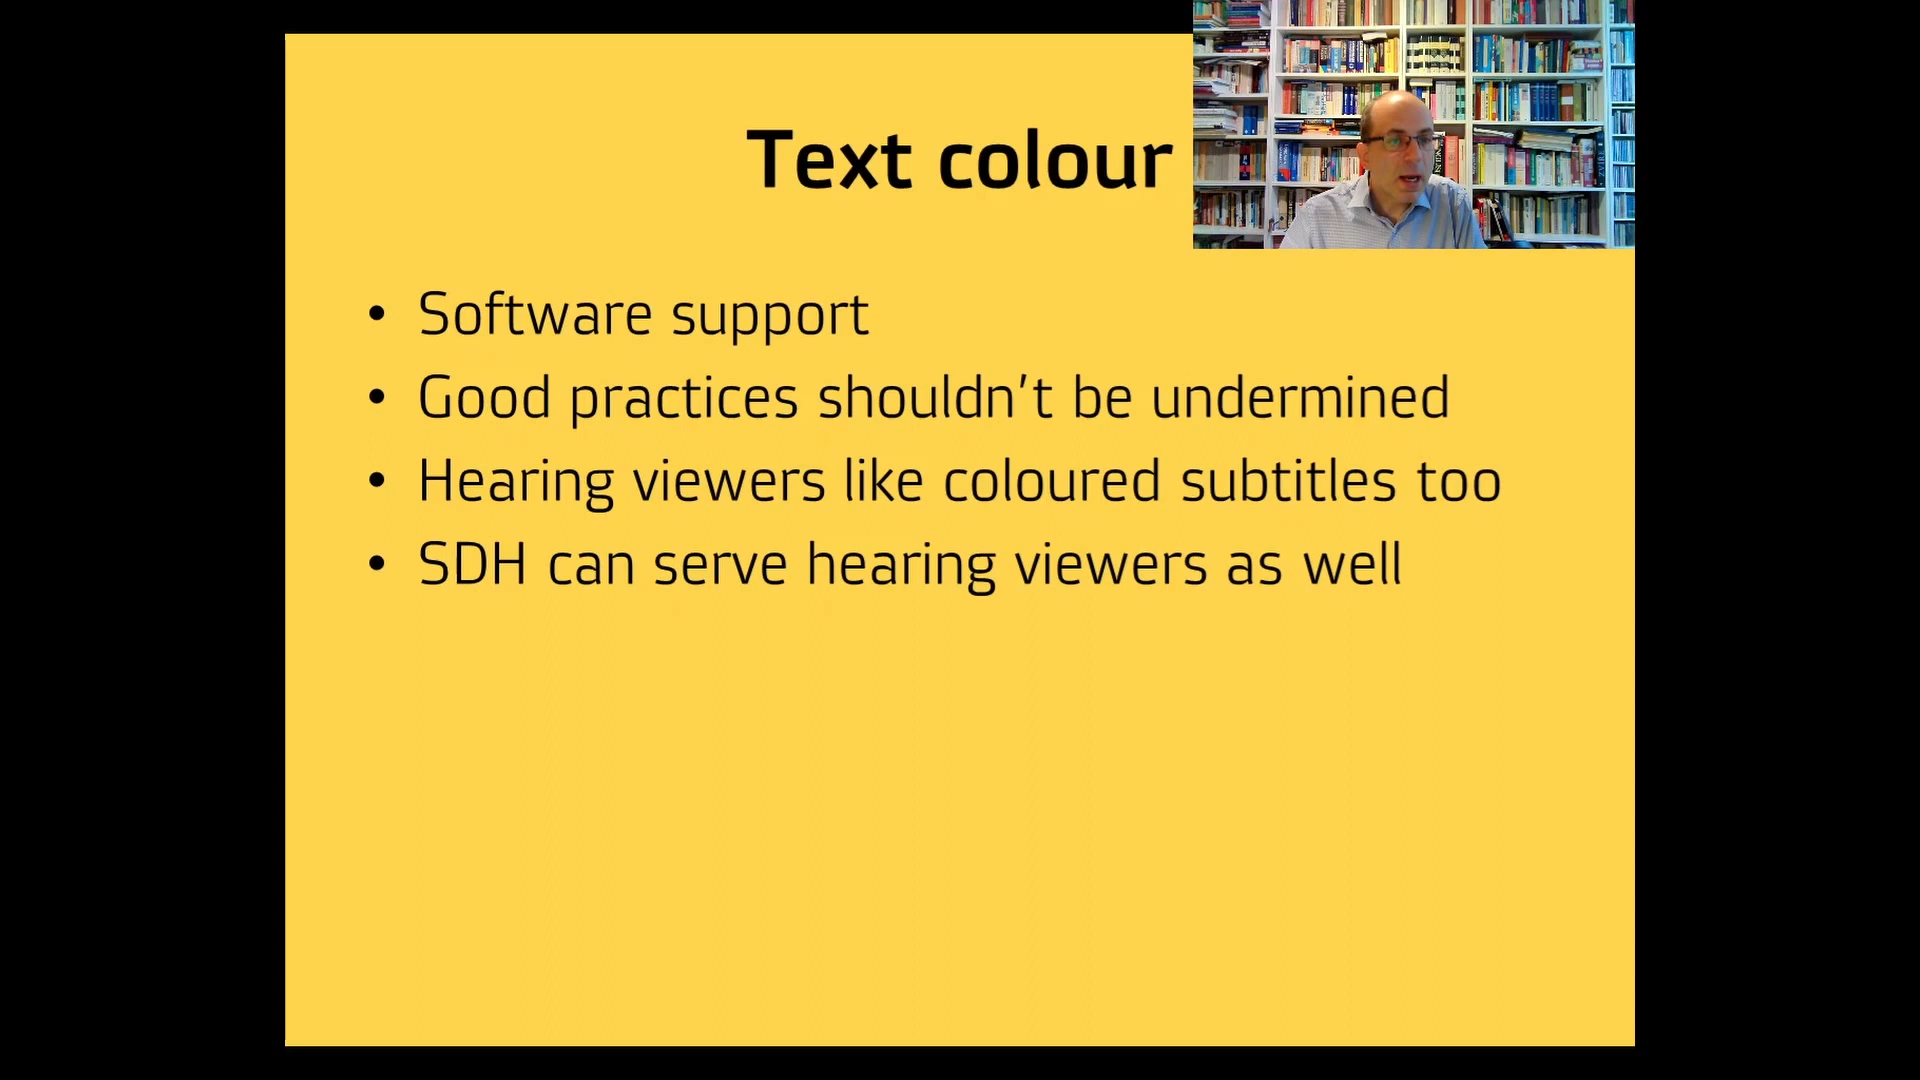 Text colour
• Software support
• Good practices shouldn’t be undermined
• Hearing viewers like coloured subtitles too
• SDH can serve hearing viewers as well